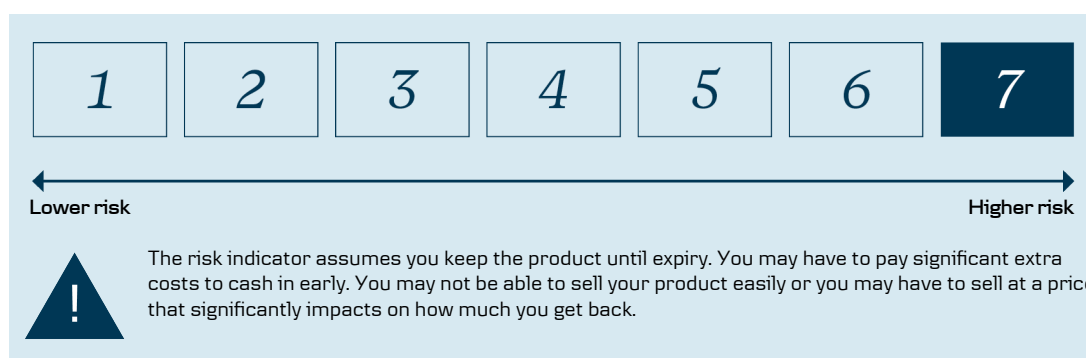 1 2 3 4 5 6 7
Lower risk Higher risk
!
The risk indicator assumes you keep the product until expiry. You may have to pay significant extra
costs to cash in early. You may not be able to sell your product easily or you may have to sell at a price
that significantly impacts on how much you get back.